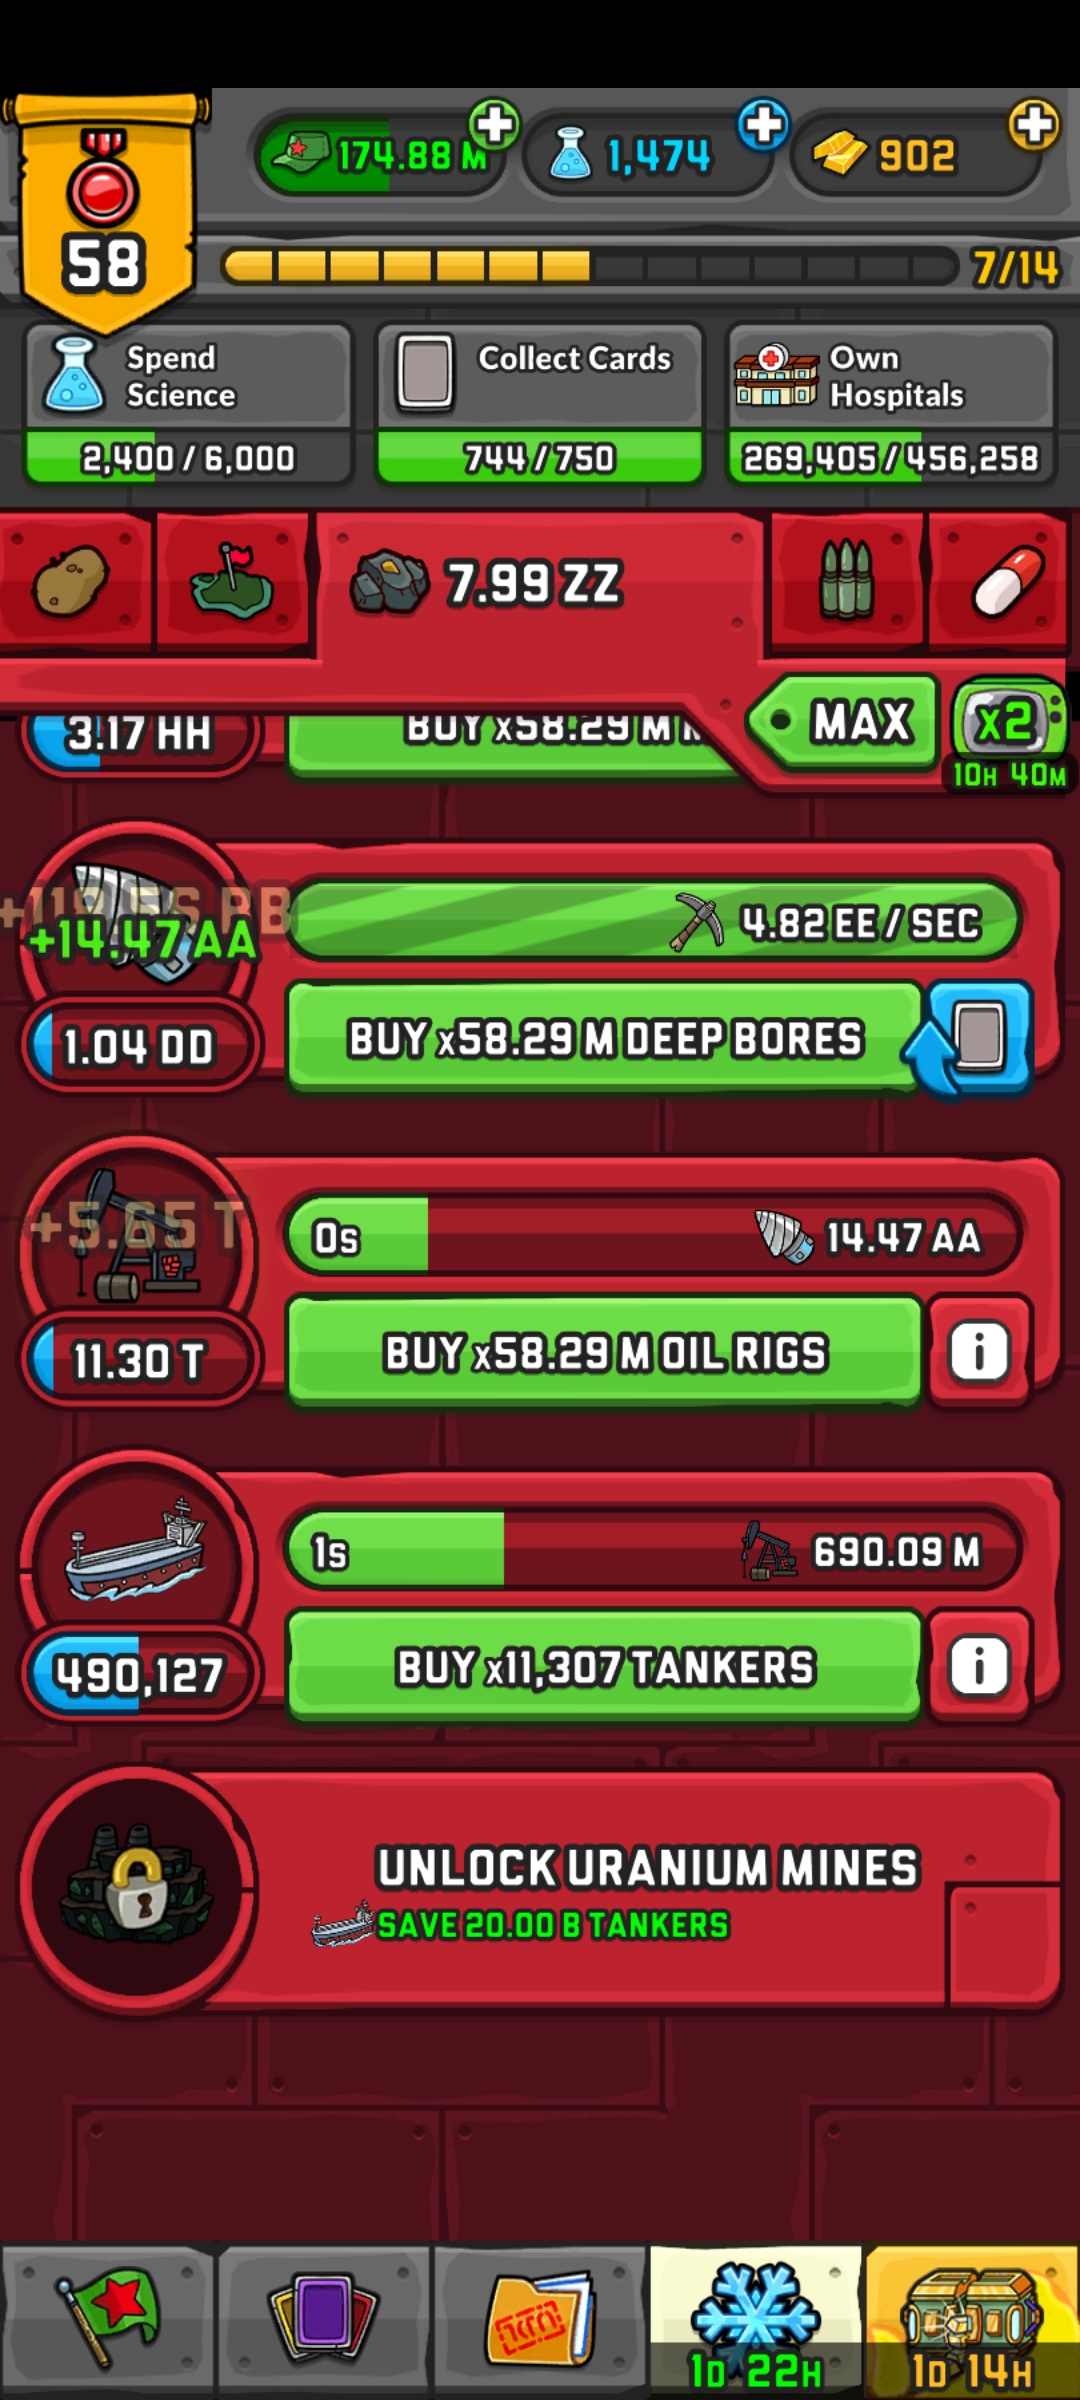 174.88 M
1,474
902
58
7/14
Spend
Science
2,400 / 6,000
Collect Cards
744 / 750
Own
Hospitals
269,405 / 456,258
7.99 ZZ
MAX
x2
10H 40M
3.17 HH
BUY x58.29 M
+14.47 AA
4.82 EE / SEC
1.04 DD
BUY x58.29 M DEEP BORES
+5.65 T
0s
14.47 AA
11.30 T
BUY x58.29 M OIL RIGS
i
1s
690.09 M
490,127
BUY x11,307 TANKERS
i
UNLOCK URANIUM MINES
SAVE 20.00 B TANKERS
1D 22H
1D 14H